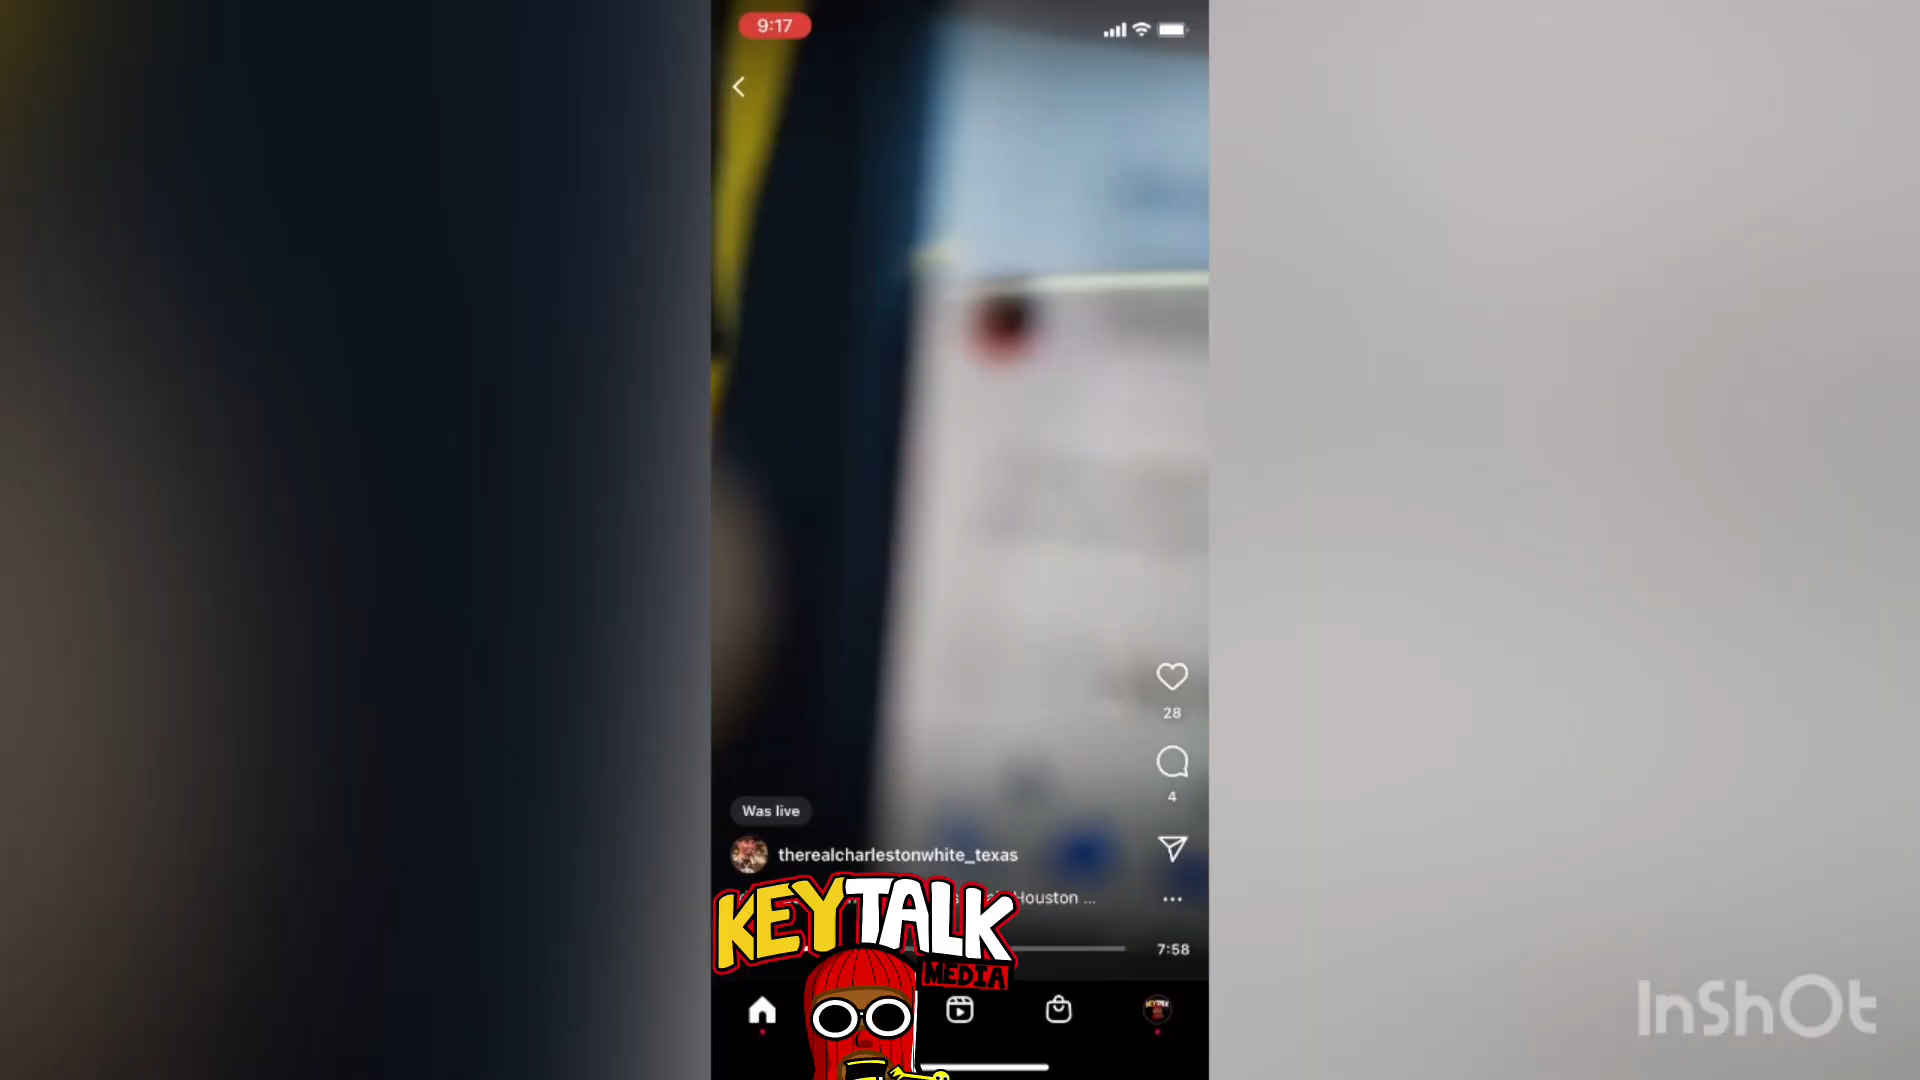 9:17
28
4
Was live
therealcharlestonwhite_texas
Houston ...
KEYTALK
MEDIA
7:58
InShOt